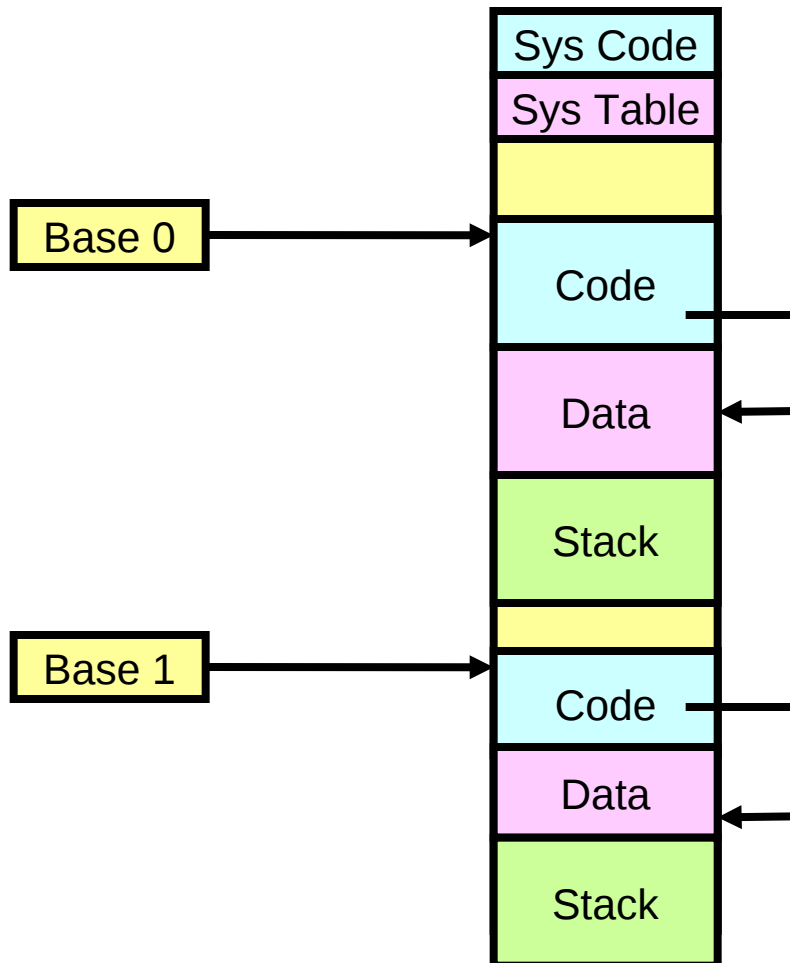 Sys Code
Sys Table
Base 0
Code
Data
Stack
Base 1
Code
Data
Stack